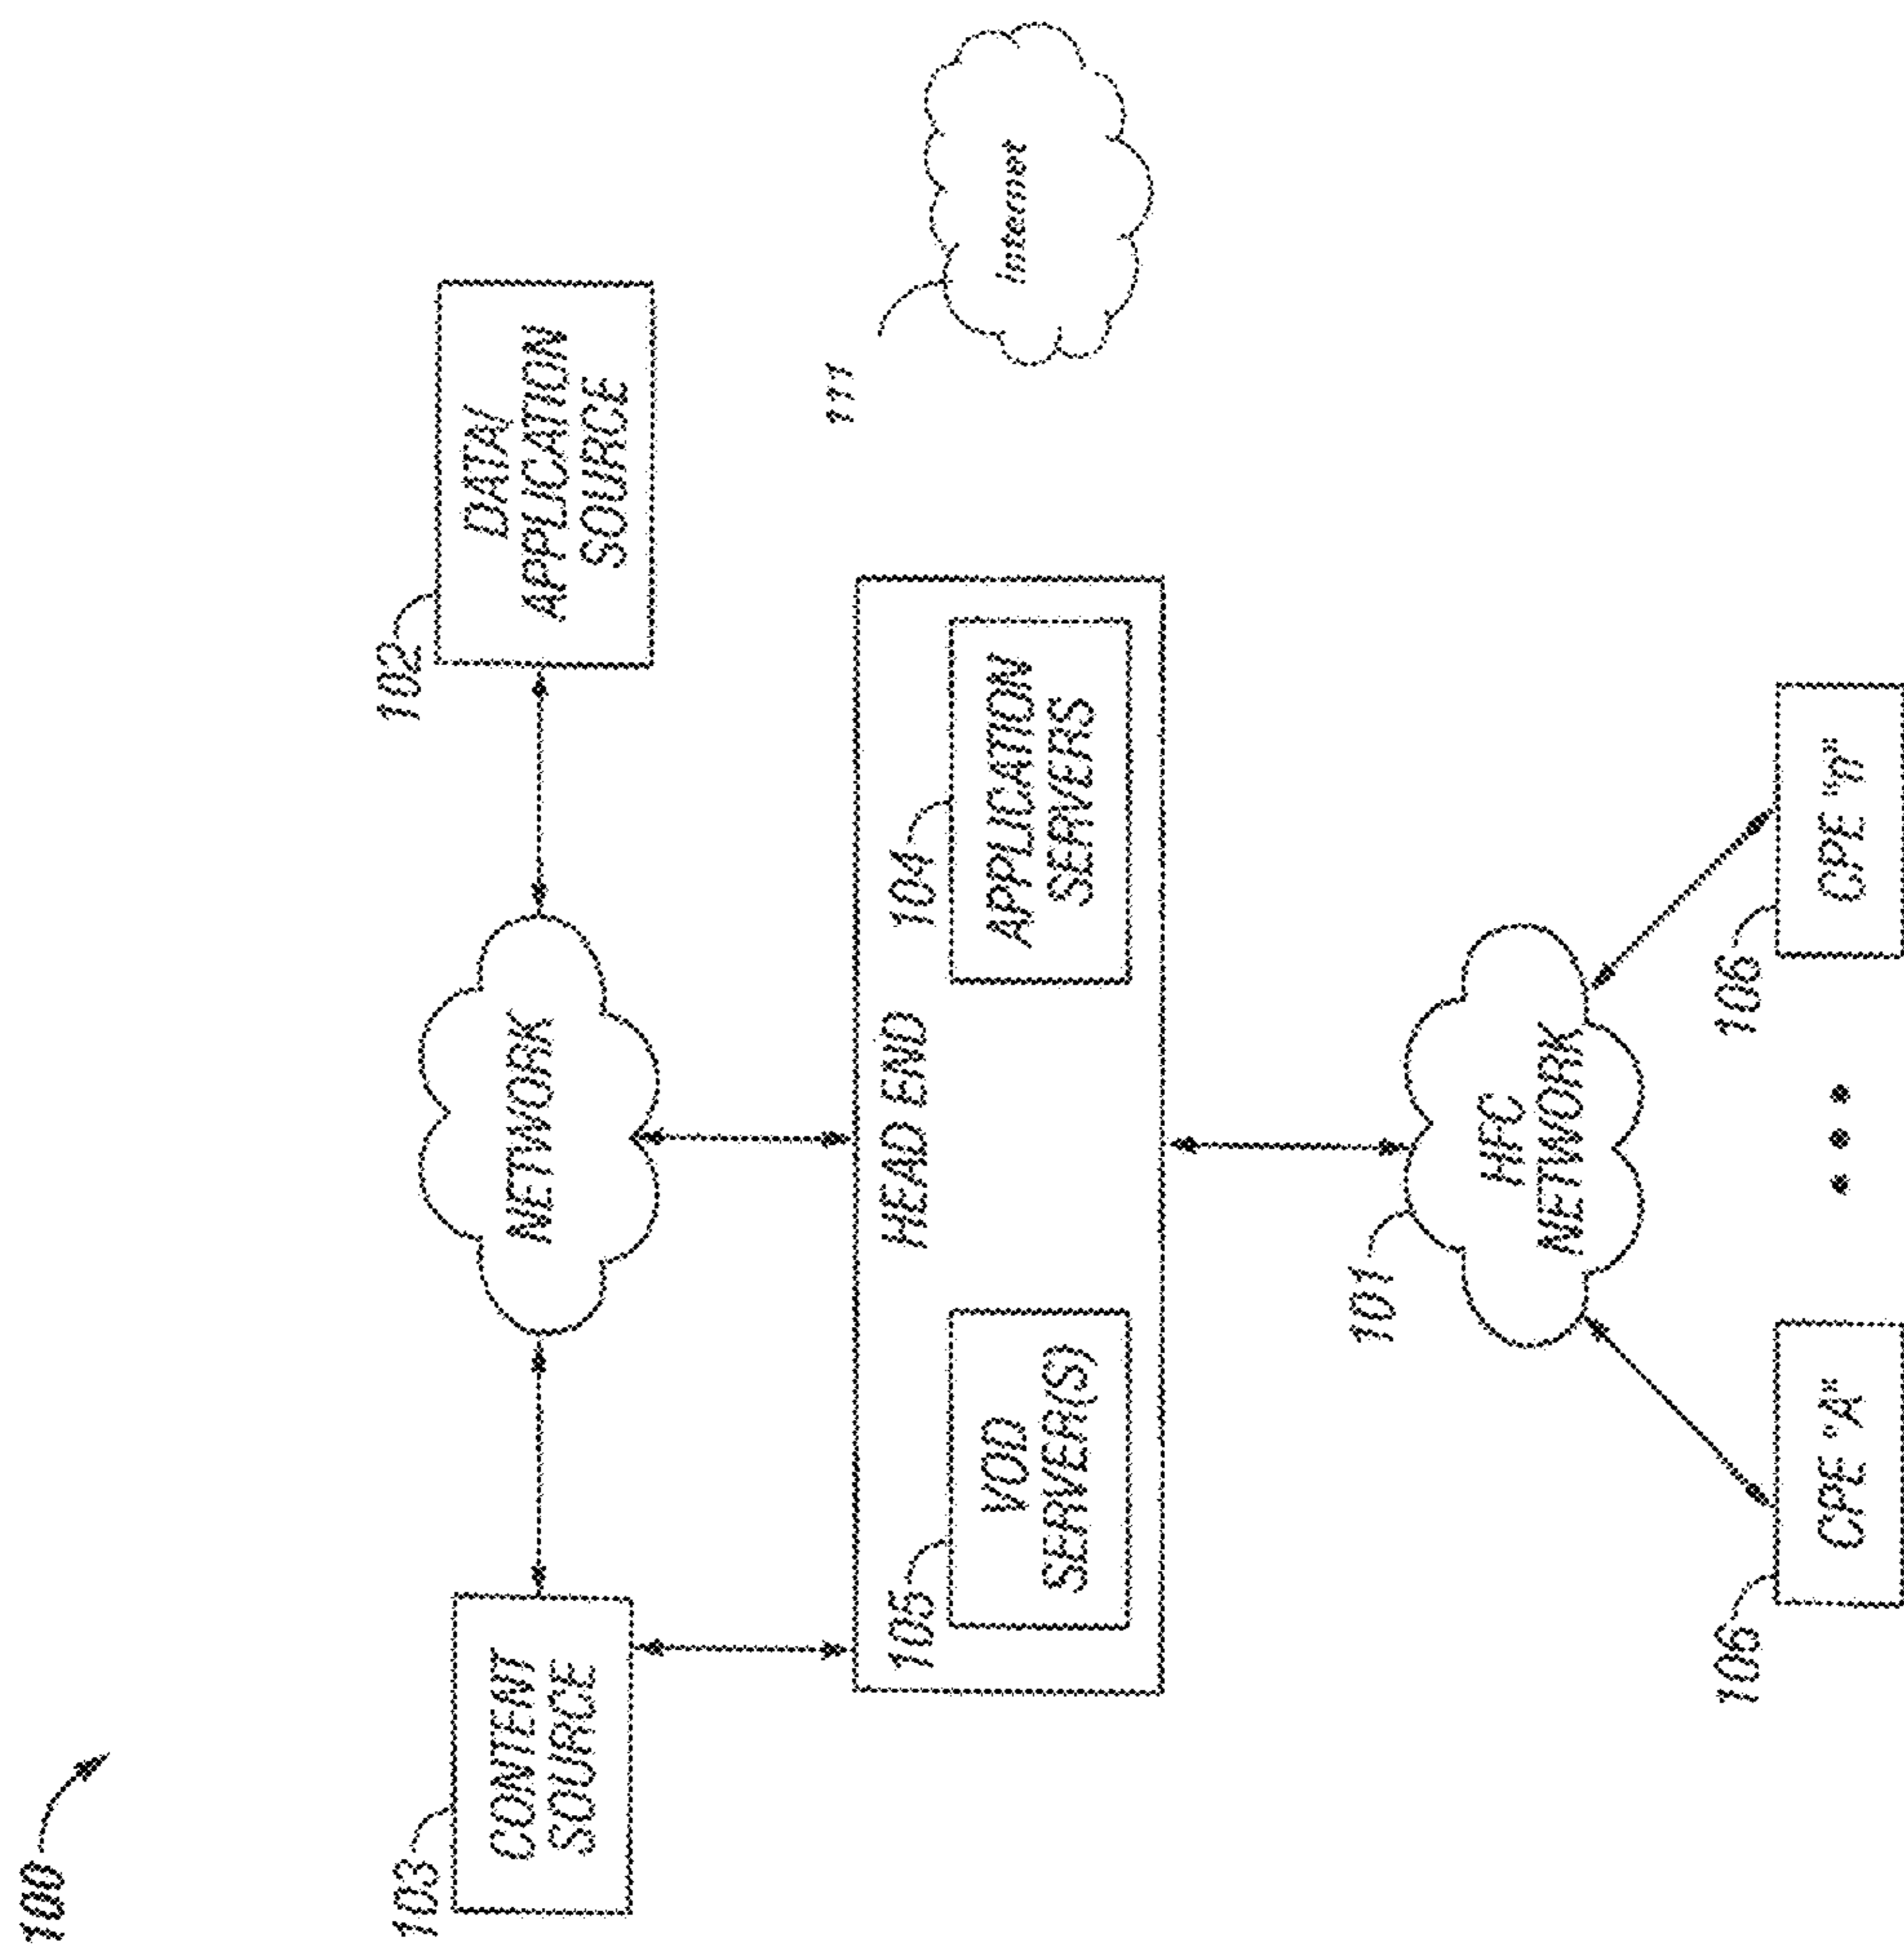 100
103
CONTENT
SOURCE
NETWORK
102
DATA/
APPLICATION
SOURCE
HEAD END
105
VOD
SERVER(S)
104
APPLICATION
SERVERS
111
Internet
101
HFC
NETWORK
106
CPE "A"
106
CPE "n"